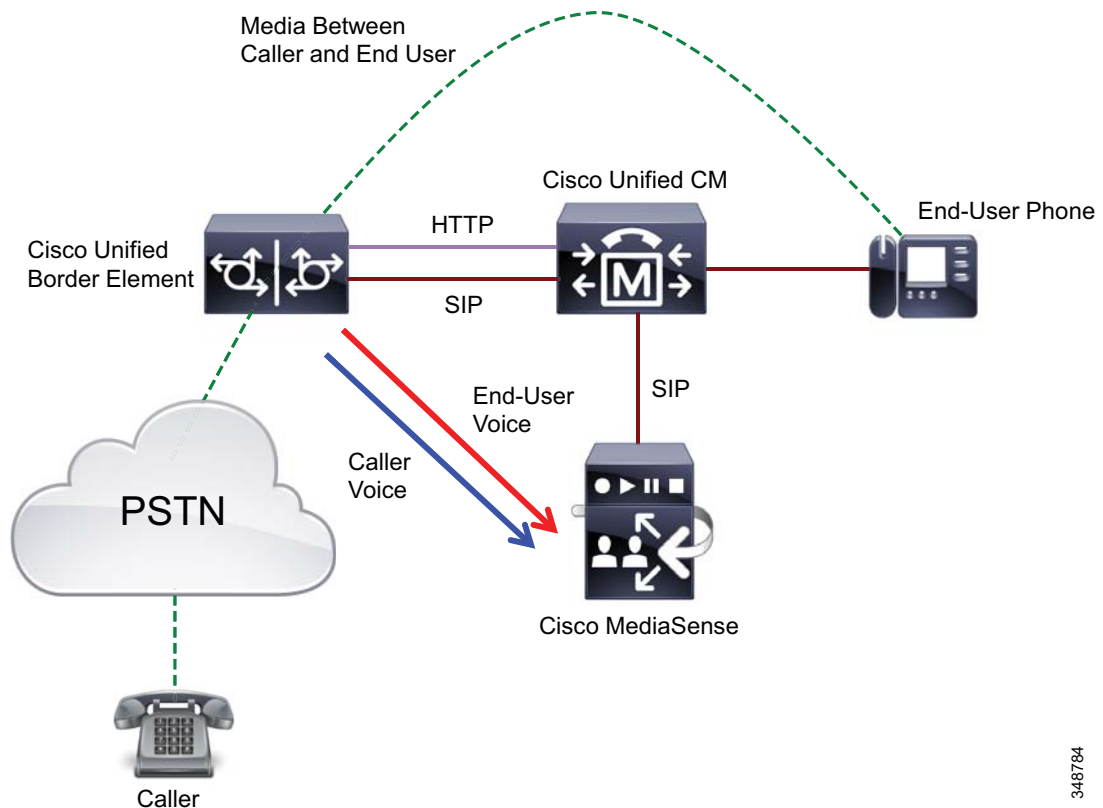 Media Between
Caller and End User
Cisco Unified CM
End-User Phone
HTTP
Cisco Unified
Border Element
M
SIP
End-User
Voice
SIP
Caller
Voice
PSTN
Cisco MediaSense
Caller
348784